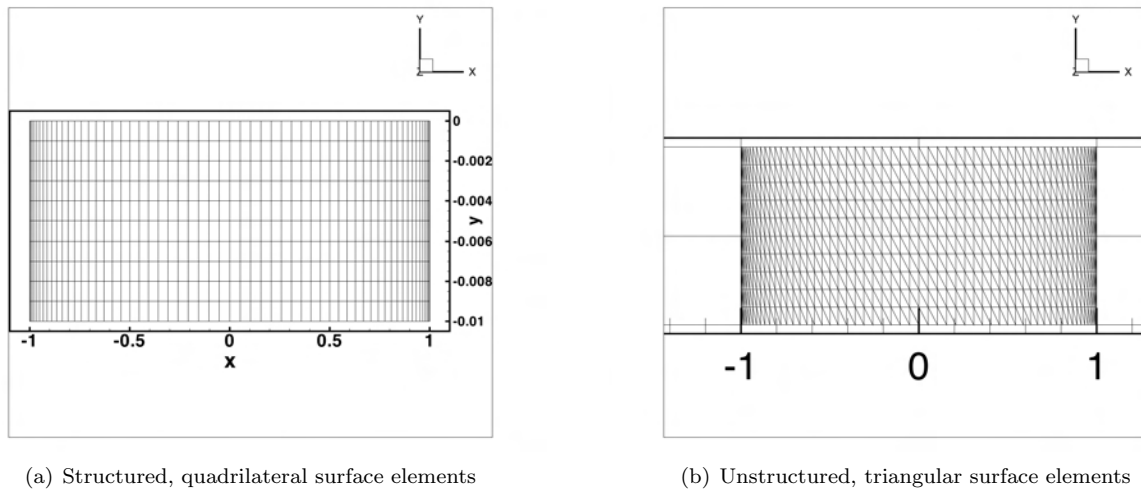 Y
Z
X
0
-0.002
-0.004
y
-0.006
-0.008
-0.01
-1
-0.5
0
0.5
1
x
(a) Structured, quadrilateral surface elements
Y
Z
X
-1
0
1
(b) Unstructured, triangular surface elements